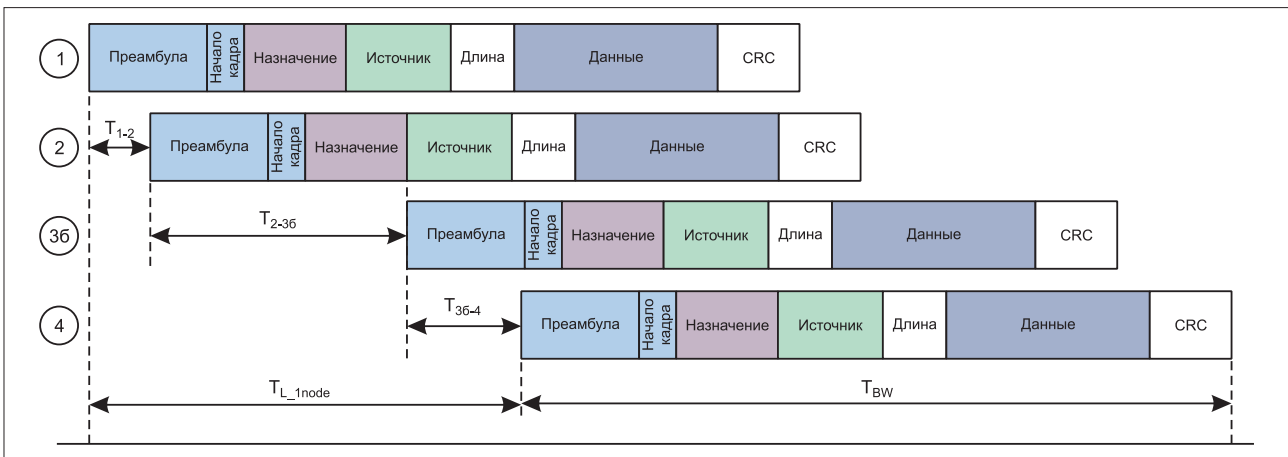 1
Преамбула
Начало
кадра
Назначение
Источник
Длина
Данные
CRC
T1-2
2
Преамбула
Начало
кадра
Назначение
Источник
Длина
Данные
CRC
T2-3б
3б
Преамбула
Начало
кадра
Назначение
Источник
Длина
Данные
CRC
T3б-4
4
Преамбула
Начало
кадра
Назначение
Источник
Длина
Данные
CRC
TL_1node
TBW